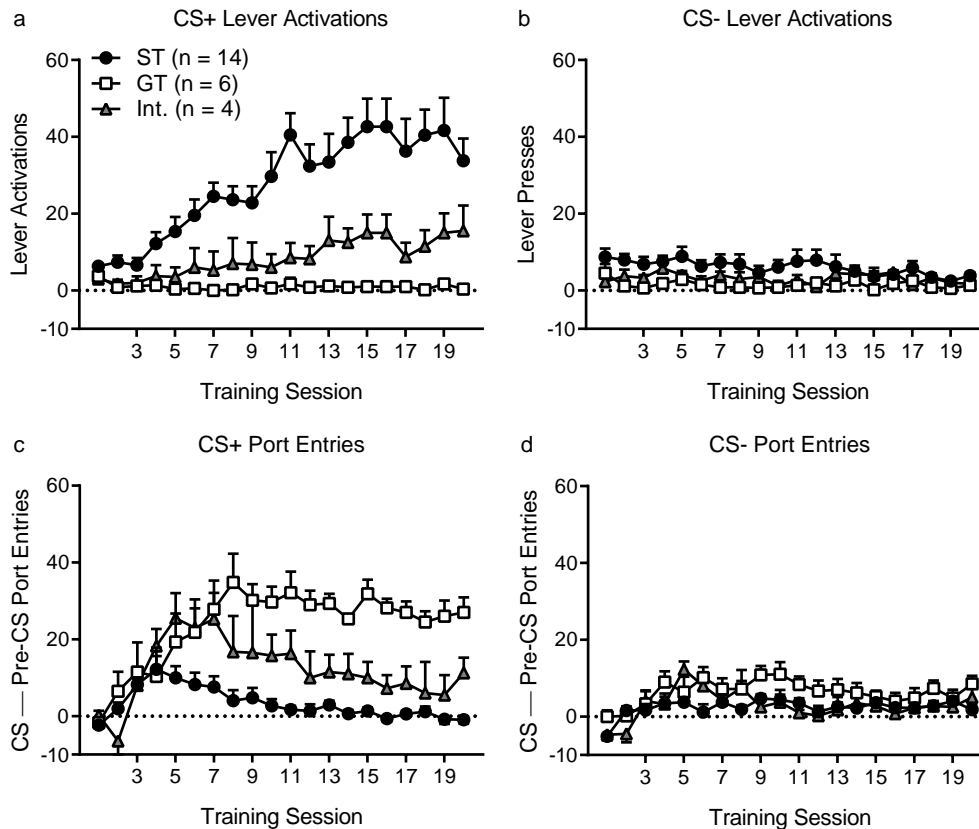 a
CS+ Lever Activations
ST (n = 14)
GT (n = 6)
Int. (n = 4)
Lever Activations
60
40
20
0
-10
3 5 7 9 11 13 15 17 19
Training Session
b
CS- Lever Activations
Lever Presses
60
40
20
0
-10
3 5 7 9 11 13 15 17 19
Training Session
c
CS+ Port Entries
CS — Pre-CS Port Entries
60
40
20
0
-10
3 5 7 9 11 13 15 17 19
Training Session
d
CS- Port Entries
CS — Pre-CS Port Entries
60
40
20
0
-10
3 5 7 9 11 13 15 17 19
Training Session